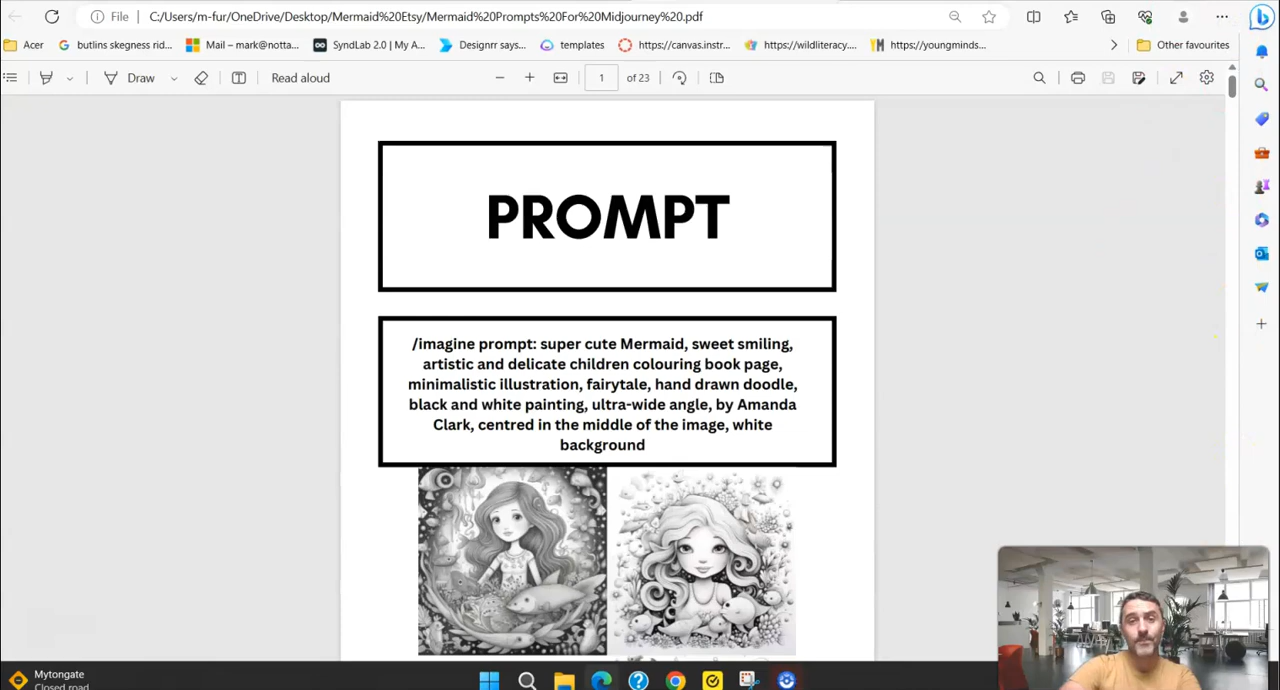 File
C:/Users/m-fur/OneDrive/Desktop/Mermaid%20Etsy/Mermaid%20Prompts%20For%20Midjourney%20.pdf
Acer
butlins skegness rid...
Mail – mark@notta...
SyndLab 2.0 | My A...
Designrr says...
templates
https://canvas.instr...
https://wildliteracy....
https://youngminds...
Other favourites
Draw
Read aloud
1
of 23
PROMPT
/imagine prompt: super cute Mermaid, sweet smiling,
artistic and delicate children colouring book page,
minimalistic illustration, fairytale, hand drawn doodle,
black and white painting, ultra-wide angle, by Amanda
Clark, centred in the middle of the image, white
background
Mytongate
Closed road